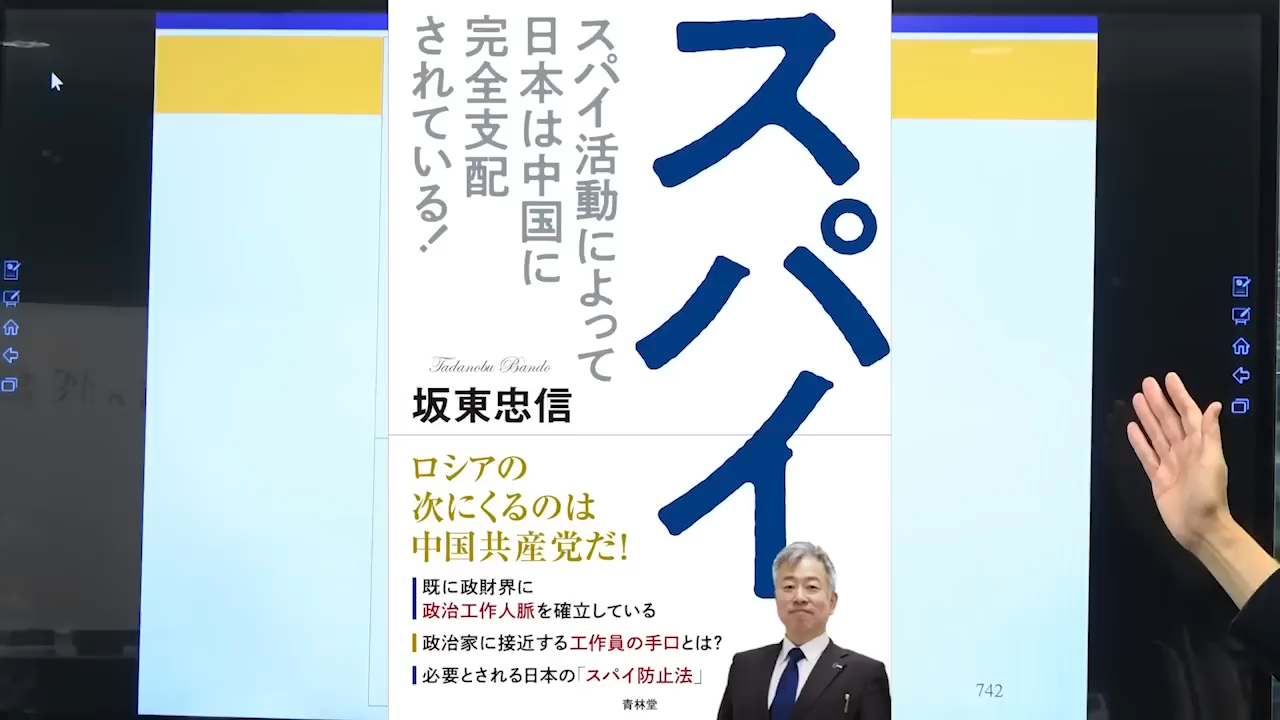 スパイ
スパイ活動によって
日本は中国に
完全支配
されている!
Tadanobu Bando
坂東忠信
ロシアの
次にくるのは
中国共産党だ!
既に政財界に
政治工作人脈を確立している
政治家に接近する工作員の手口とは?
必要とされる日本の「スパイ防止法」
青林堂
742